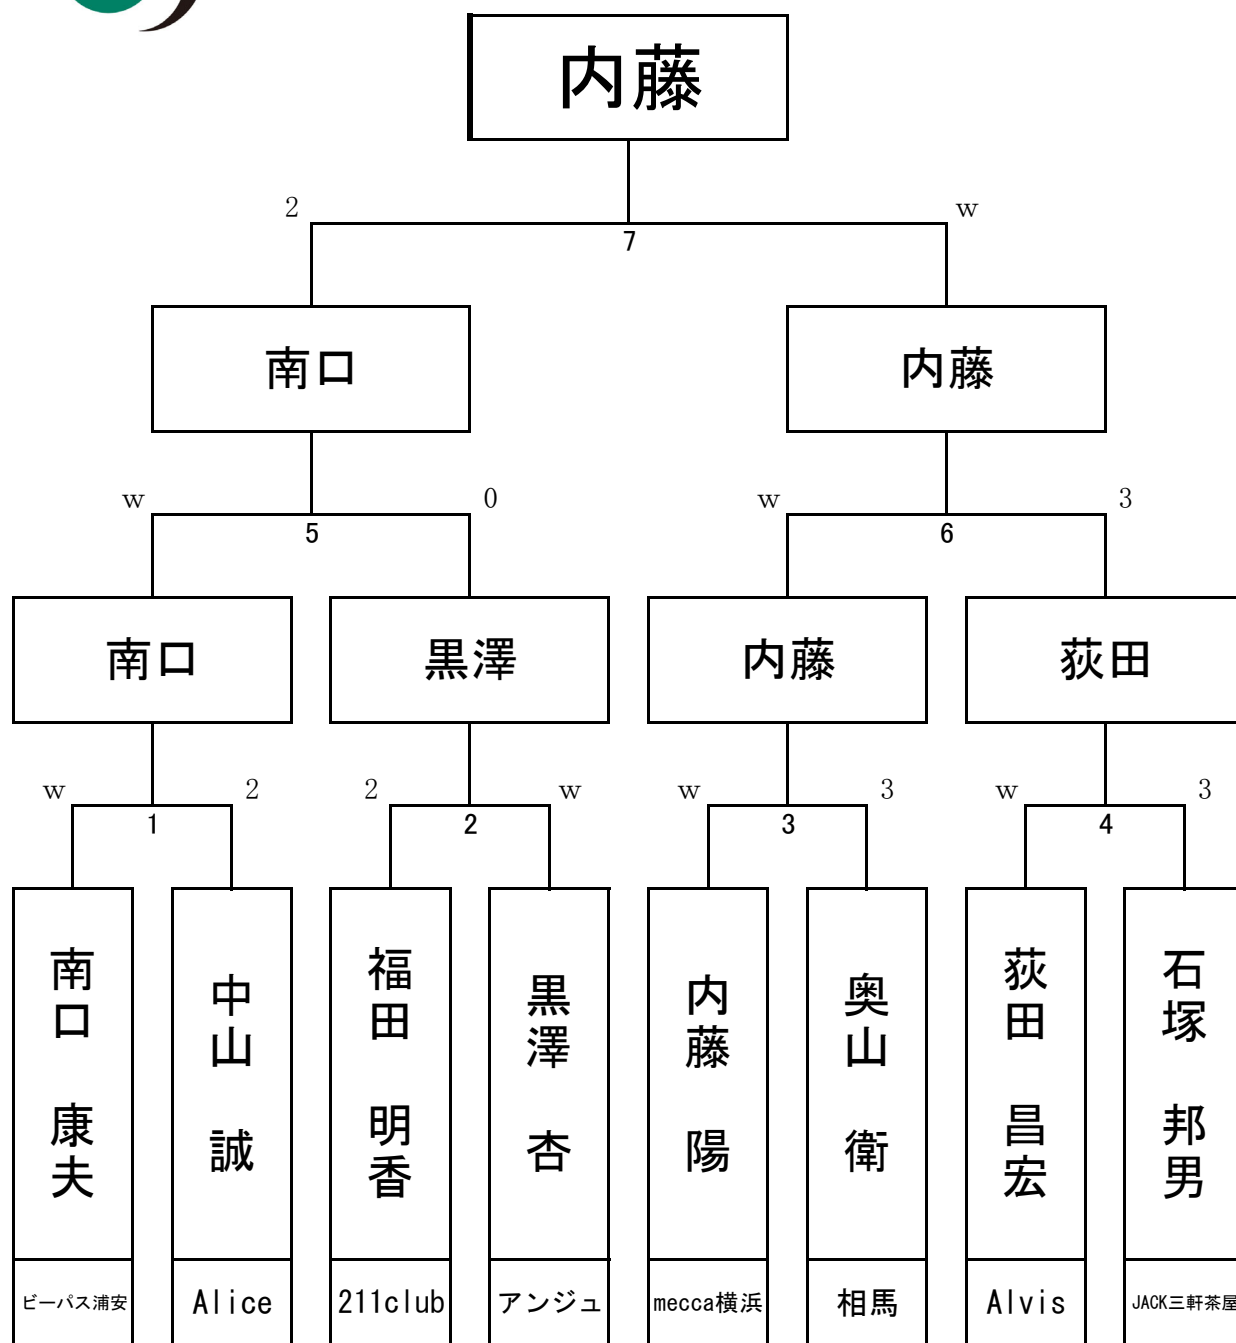 内藤
2
w
7
南口
内藤
w
0
w
3
5
6
南口
黒澤
内藤
荻田
w
2
2
w
w
3
w
3
1
2
3
4
南口 康夫
中山 誠
福田 明香
黒澤 杏
内藤 陽
奥山 衛
荻田 昌宏
石塚 邦男
ビーパス浦安
Alice
211club
アンジュ
mecca横浜
相馬
Alvis
JACK三軒茶屋